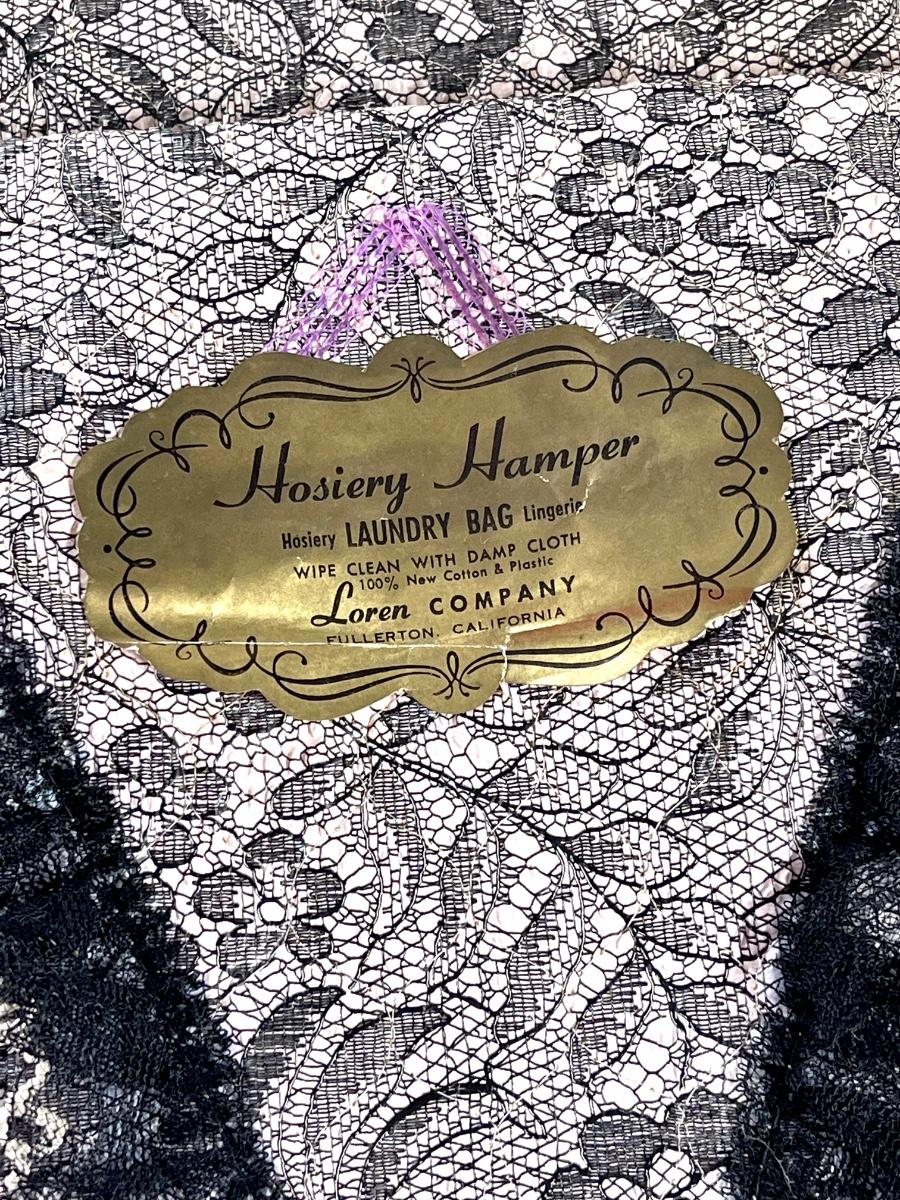 Hosiery Hamper
Hosiery LAUNDRY BAG Lingerie
WIPE CLEAN WITH DAMP CLOTH
100% New Cotton & Plastic
Loren COMPANY
FULLERTON, CALIFORNIA